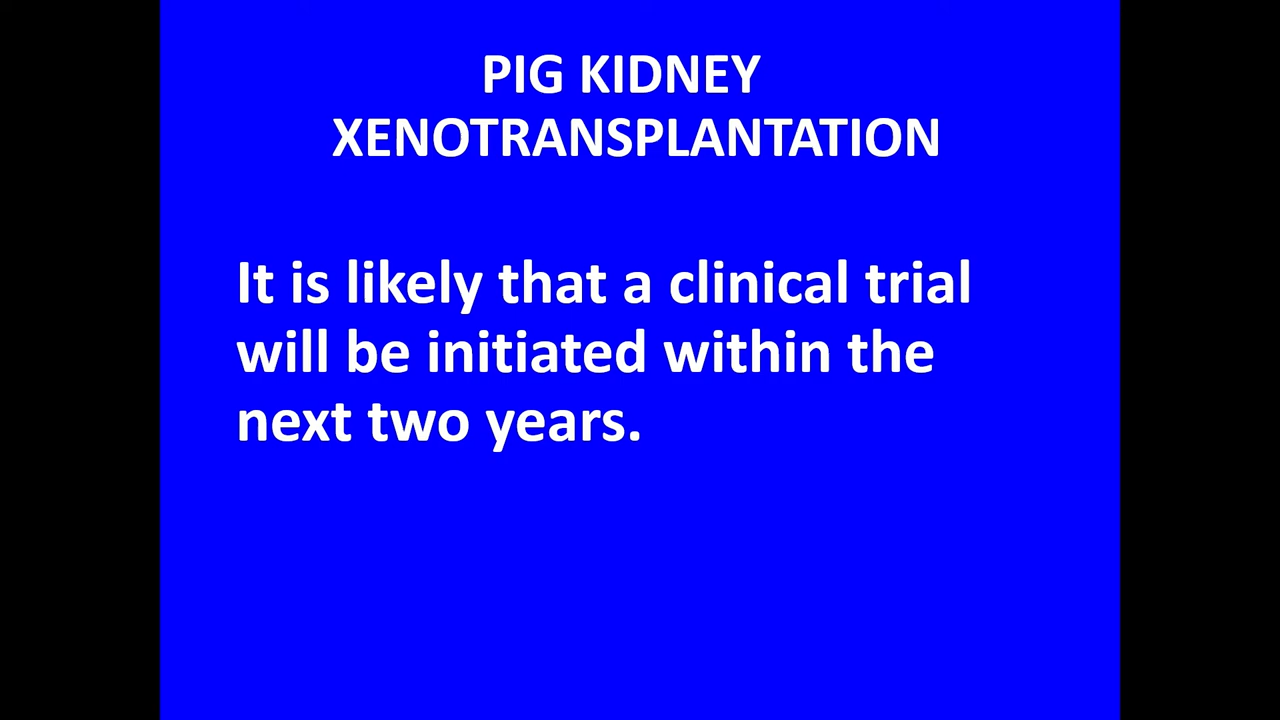 PIG KIDNEY
XENOTRANSPLANTATION
It is likely that a clinical trial
will be initiated within the
next two years.